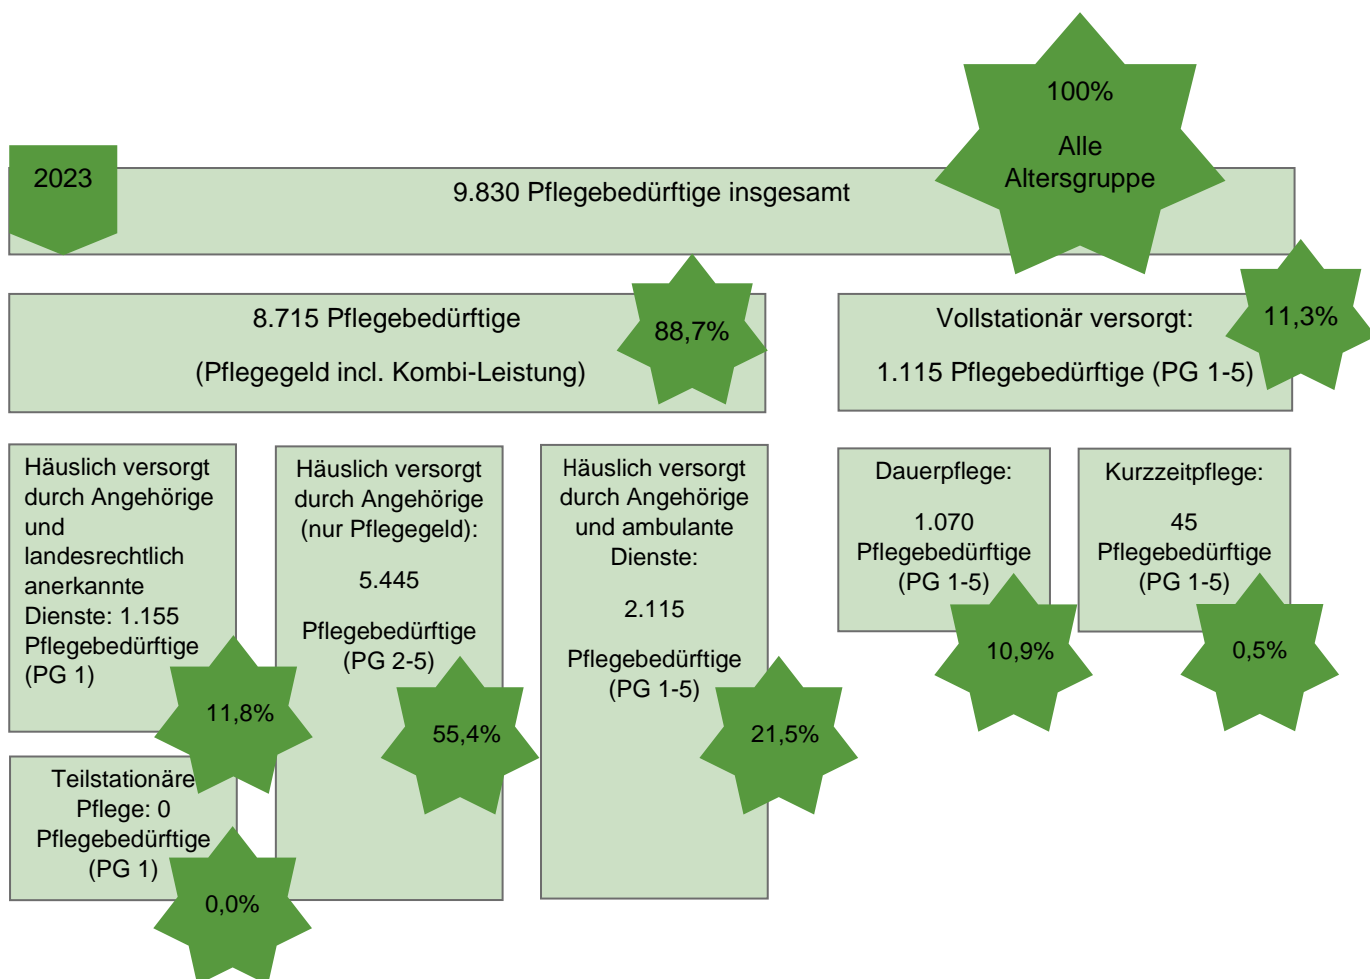 100%
Alle
Altersgruppe
2023
9.830 Pflegebedürftige insgesamt
8.715 Pflegebedürftige
(Pflegegeld incl. Kombi-Leistung)
88,7%
Vollstationär versorgt:
1.115 Pflegebedürftige (PG 1-5)
11,3%
Häuslich versorgt
durch Angehörige
und
landesrechtlich
anerkannte
Dienste: 1.155
Pflegebedürftige
(PG 1)
11,8%
Teilstationäre
Pflege: 0
Pflegebedürftige
(PG 1)
0,0%
Häuslich versorgt
durch Angehörige
(nur Pflegegeld):
5.445
Pflegebedürftige
(PG 2-5)
55,4%
Häuslich versorgt
durch Angehörige
und ambulante
Dienste:
2.115
Pflegebedürftige
(PG 1-5)
21,5%
Dauerpflege:
1.070
Pflegebedürftige
(PG 1-5)
10,9%
Kurzzeitpflege:
45
Pflegebedürftige
(PG 1-5)
0,5%